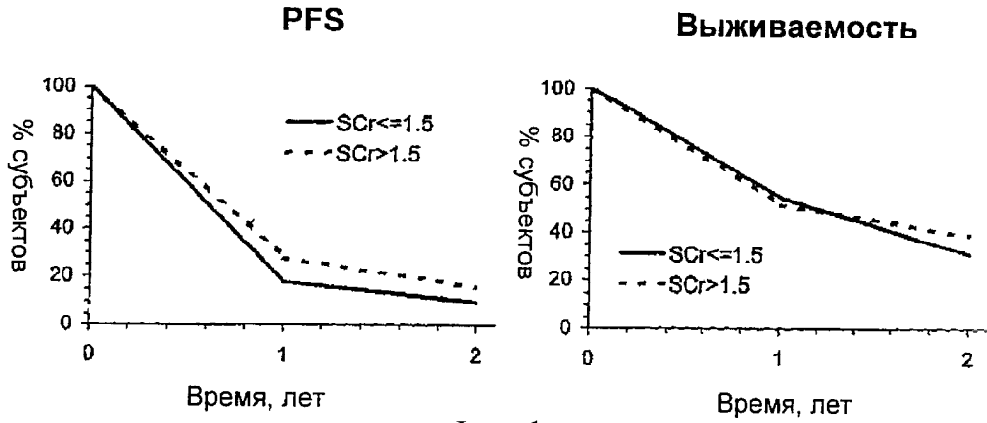 PFS
100
80
60
40
20
0
% субъектов
SCr<=1.5
SCr>1.5
0 1 2
Время, лет
Выживаемость
100
80
60
40
20
0
% субъектов
SCr<=1.5
SCr>1.5
0 1 2
Время, лет